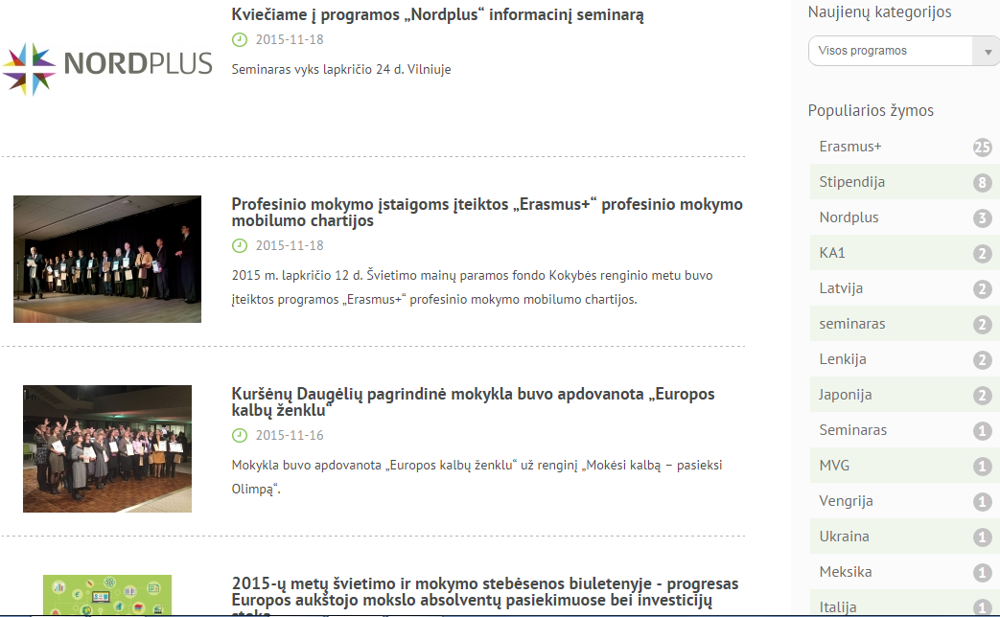 Kviečiame į programos „Nordplus“ informacinį seminarą
2015-11-18
NORDPLUS
Seminaras vyks lapkričio 24 d. Vilniuje
Profesinio mokymo įstaigoms įteiktos „Erasmus+“ profesinio mokymo
mobilumo chartijos
2015-11-18
2015 m. lapkričio 12 d. Švietimo mainų paramos fondo Kokybės renginio metu buvo
įteiktos programos „Erasmus+“ profesinio mokymo mobilumo chartijos.
Kuršėnų Daugėlių pagrindinė mokykla buvo apdovanota „Europos
kalbų ženklu“
2015-11-16
Mokykla buvo apdovanota „Europos kalbų ženklu“ už renginį „Mokėsi kalbą – pasieksi
Olimpą“.
2015-ų metų švietimo ir mokymo stebėsenos biuletenyje - progresas
Europos aukštojo mokslo absolventų pasiekimuose bei investicijų
stoka
Naujienų kategorijos
Visos programos
Populiarios žymos
Erasmus+ 25
Stipendija 8
Nordplus 3
KA1 2
Latvija 2
seminaras 2
Lenkija 2
Japonija 2
Seminaras 1
MVG 1
Vengrija 1
Ukraina 1
Meksika 1
Italija 1